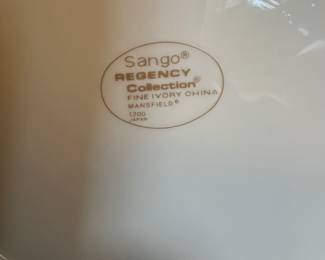 Sango®
REGENCY
Collection®
FINE IVORY CHINA
MANSFIELD®
1200
JAPAN